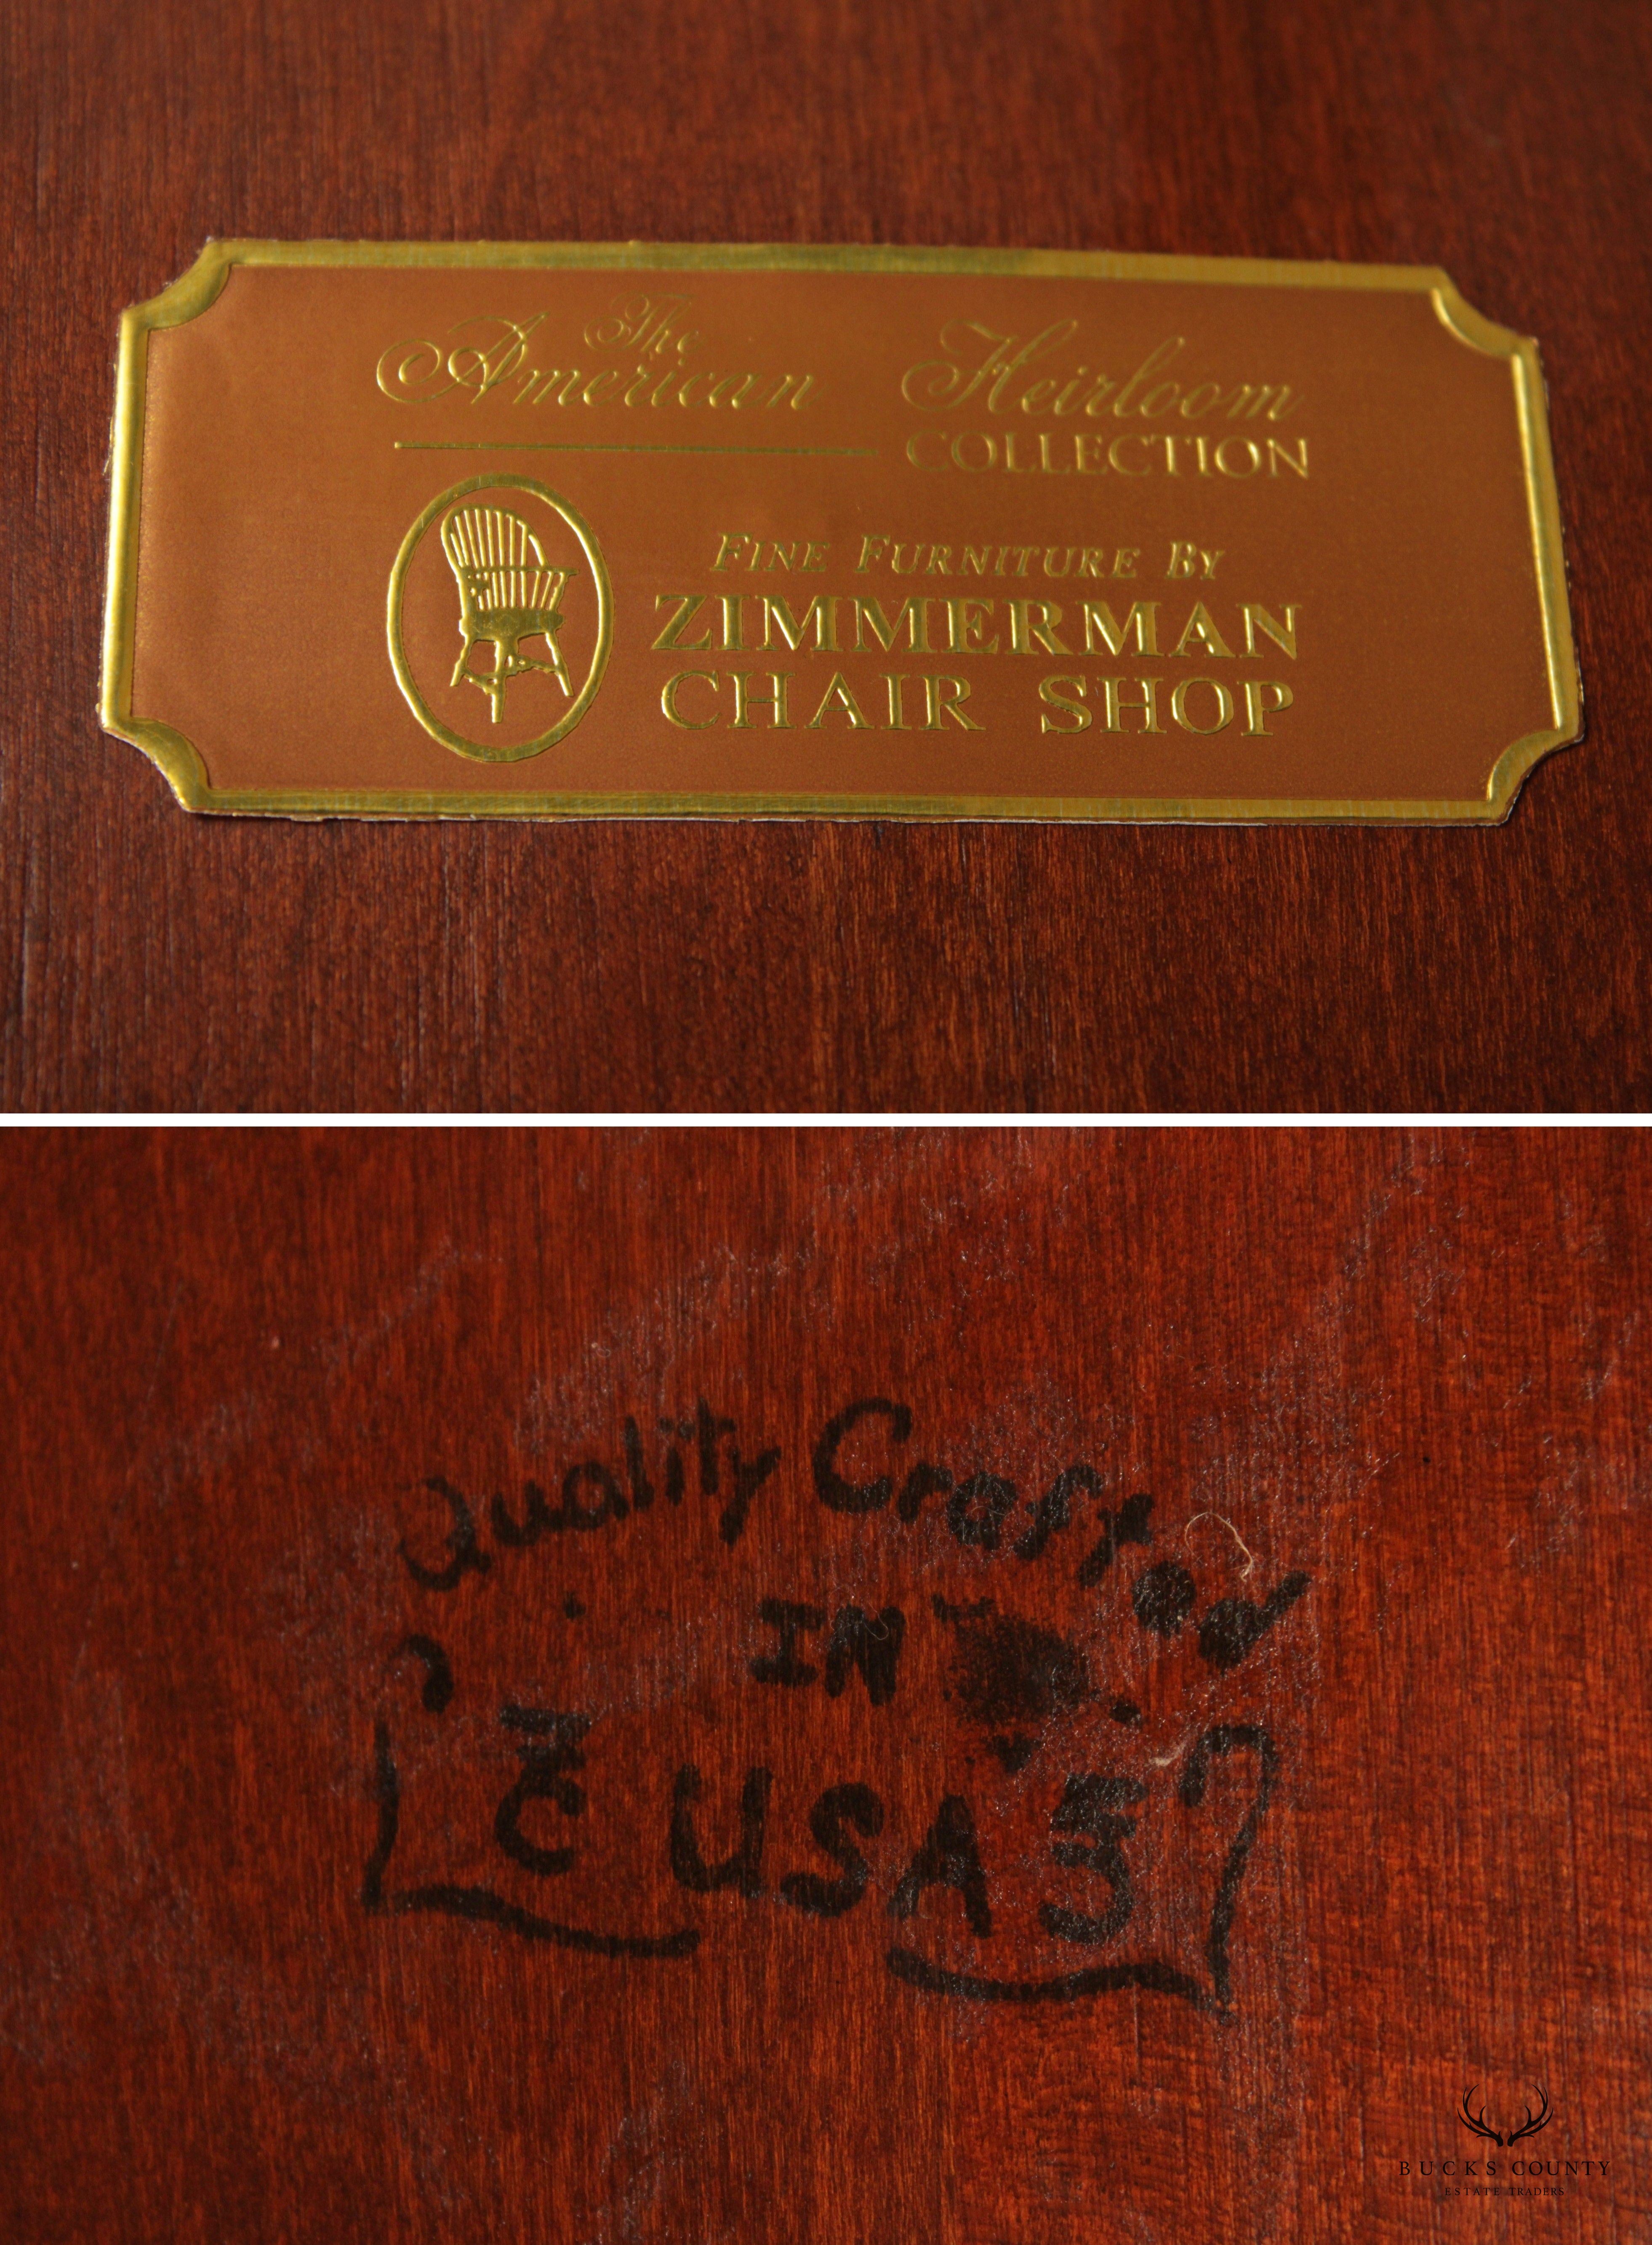 The
American Heirloom
COLLECTION
FINE FURNITURE BY
ZIMMERMAN
CHAIR SHOP
Quality Crafted
IN
USA
BUCKS COUNTY
ESTATE TRADERS